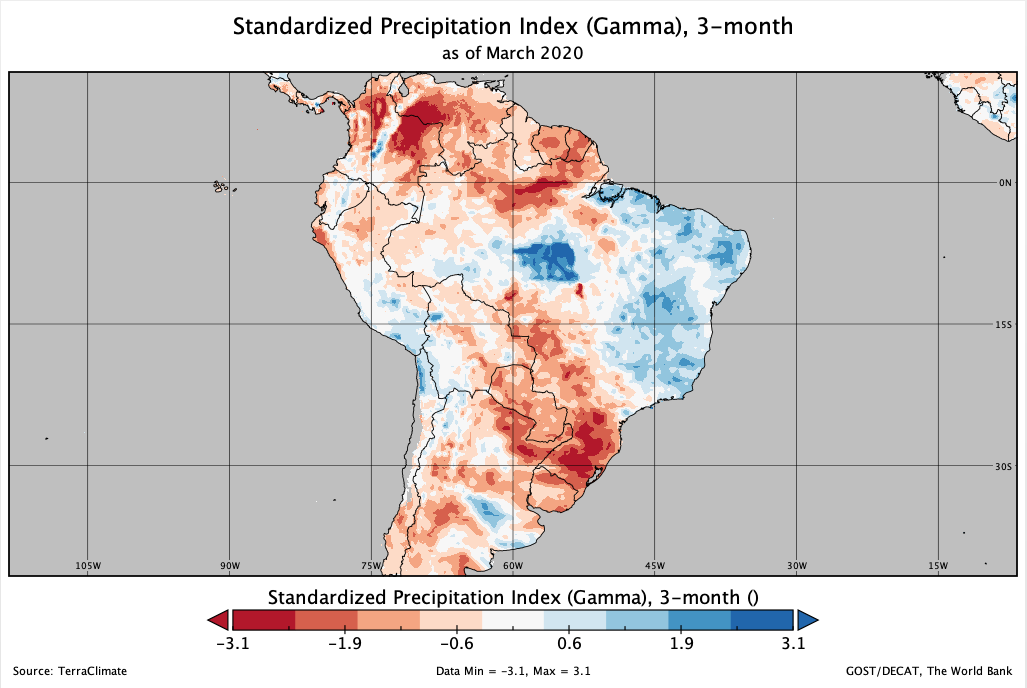 Standardized Precipitation Index (Gamma), 3-month
as of March 2020
0N
15S
30S
105W 90W 75W 60W 45W 30W 15W
Standardized Precipitation Index (Gamma), 3-month ()
-3.1 -1.9 -0.6 0.6 1.9 3.1
Source: TerraClimate Data Min = -3.1, Max = 3.1 GOST/DECAT, The World Bank